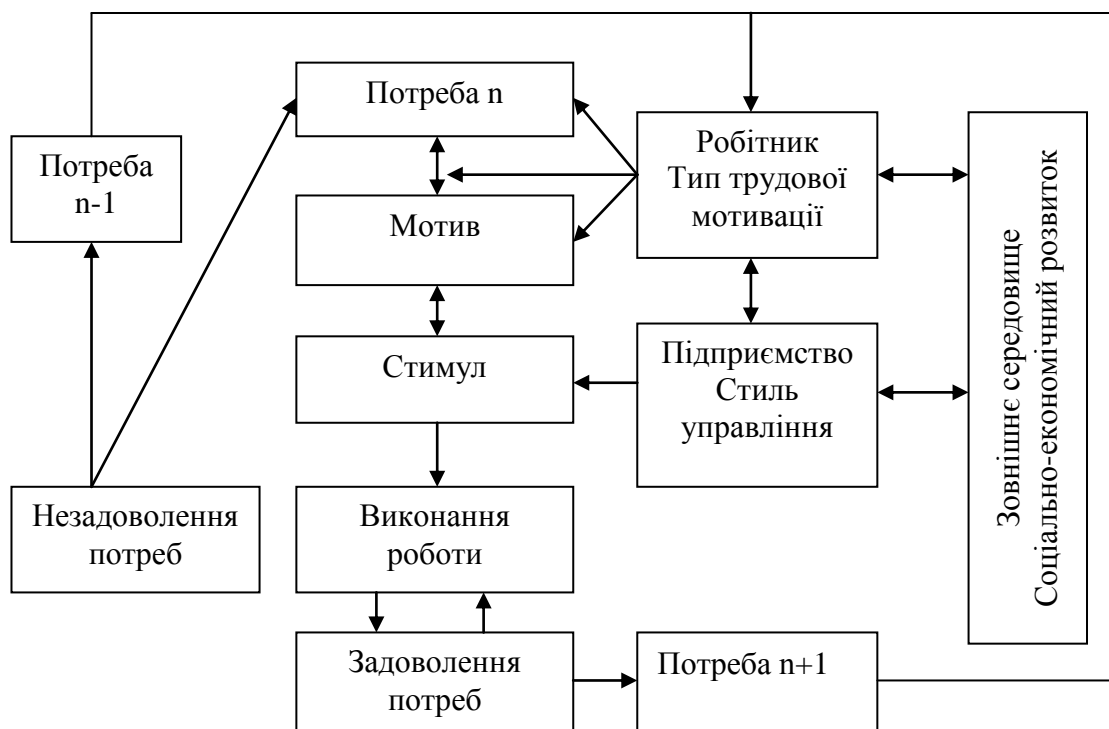 Потреба n
Потреба
n-1
Робітник
Тип трудової
мотивації
Мотив
Стимул
Підприємство
Стиль
управління
Зовнішнє середовище
Соціально-економічний розвиток
Незадоволення
потреб
Виконання
роботи
Задоволення
потреб
Потреба n+1